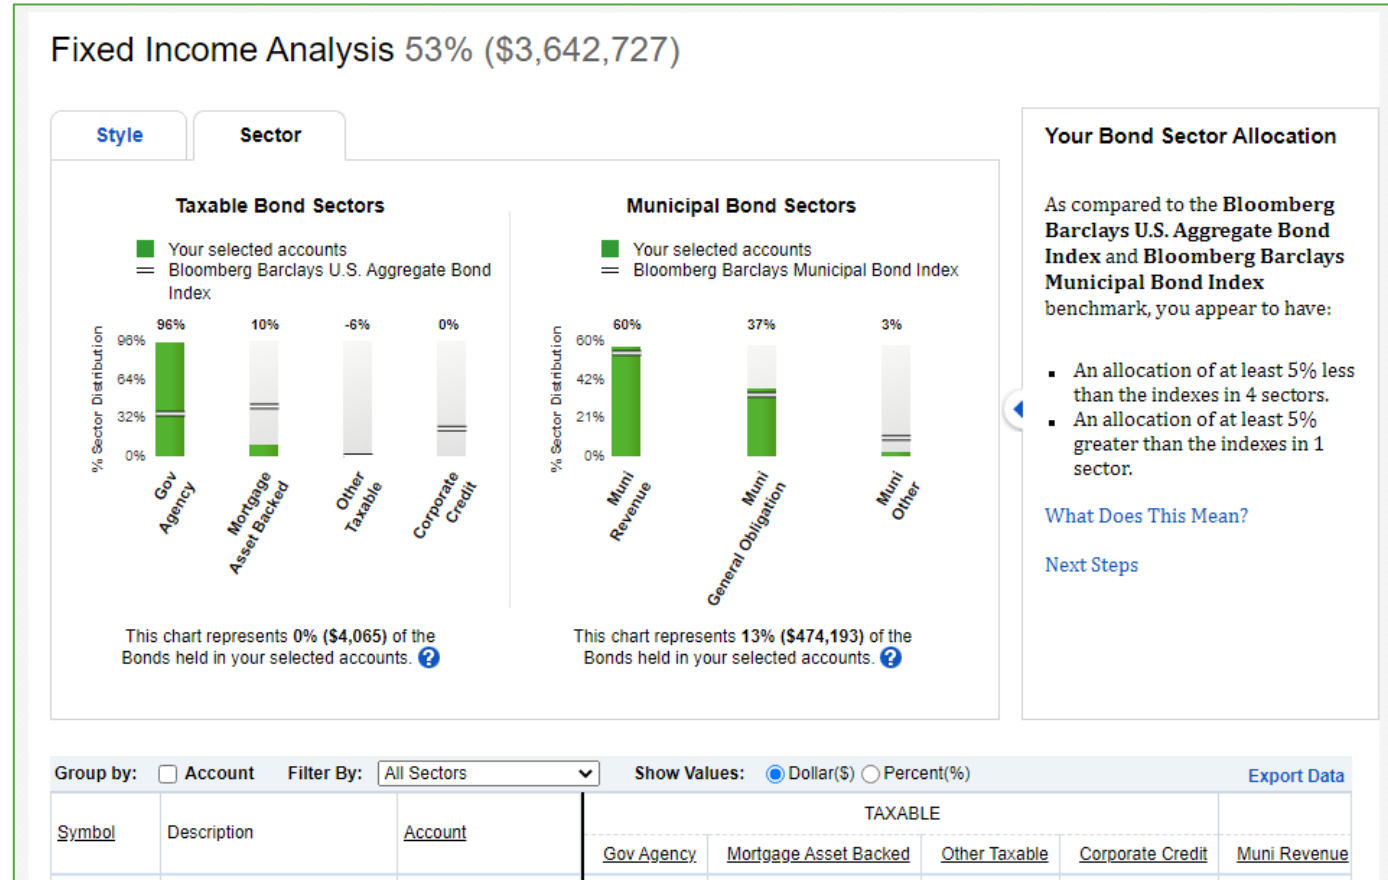 Fixed Income Analysis 53% ($3,642,727)
Style
Sector
Taxable Bond Sectors
Your selected accounts
Bloomberg Barclays U.S. Aggregate Bond
Index
% Sector Distribution
96%
64%
32%
0%
96%
10%
-6%
0%
Gov
Agency
Mortgage
Asset Backed
Other
Taxable
Corporate
Credit
This chart represents 0% ($4,065) of the
Bonds held in your selected accounts. ?
Municipal Bond Sectors
Your selected accounts
Bloomberg Barclays Municipal Bond Index
% Sector Distribution
60%
42%
21%
0%
60%
37%
3%
Muni
Revenue
Muni
General Obligation
Muni
Other
This chart represents 13% ($474,193) of the
Bonds held in your selected accounts. ?
Your Bond Sector Allocation
As compared to the Bloomberg
Barclays U.S. Aggregate Bond
Index and Bloomberg Barclays
Municipal Bond Index
benchmark, you appear to have:
An allocation of at least 5% less
than the indexes in 4 sectors.
An allocation of at least 5%
greater than the indexes in 1
sector.
What Does This Mean?
Next Steps
Group by: Account Filter By: All Sectors Show Values: Dollar($) Percent(%) Export Data
TAXABLE
Symbol Description Account
Gov Agency Mortgage Asset Backed Other Taxable Corporate Credit Muni Revenue